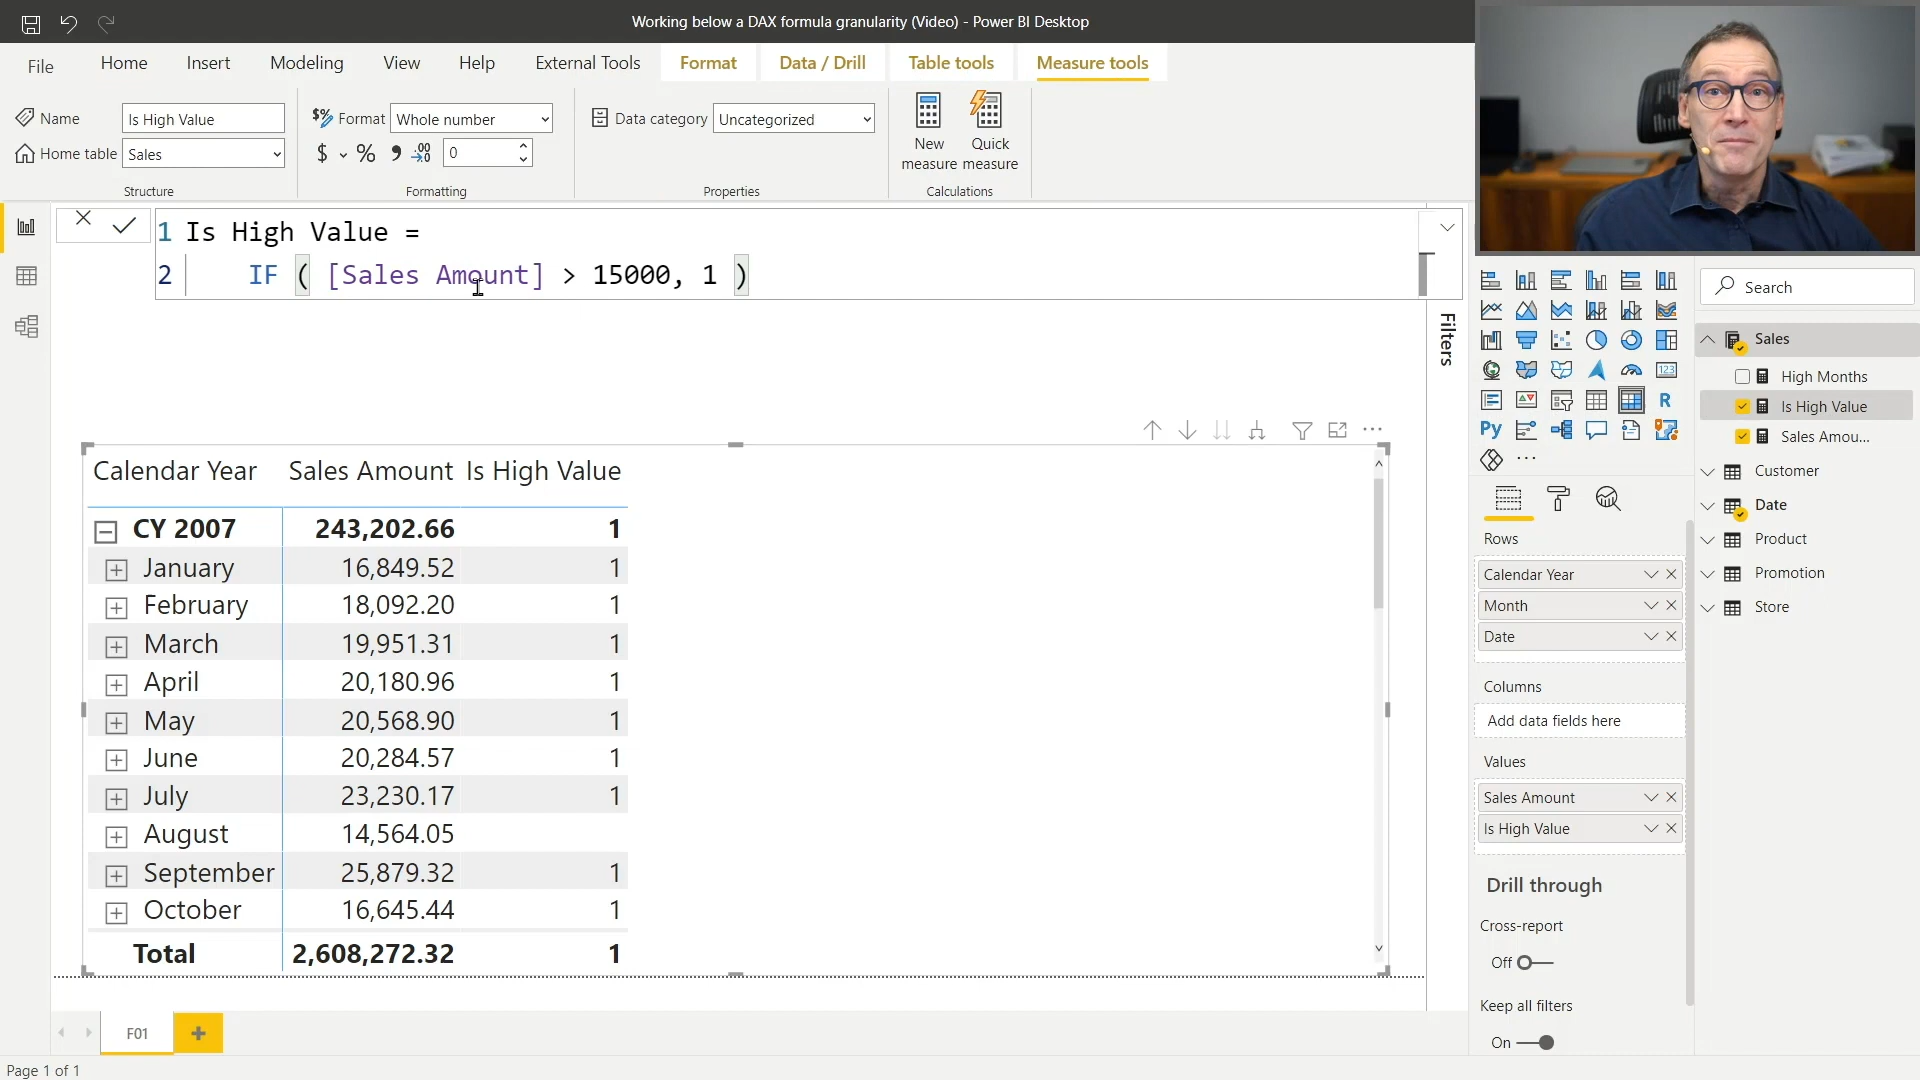 Working below a DAX formula granularity (Video) - Power BI Desktop
File Home Insert Modeling View Help External Tools Format Data / Drill Table tools Measure tools
Name Is High Value
Home table Sales
Structure
Format Whole number
$ % 0
Formatting
Data category Uncategorized
Properties
New measure
Quick measure
Calculations
1 Is High Value =
2 IF ( [Sales Amount] > 15000, 1 )
Calendar Year Sales Amount Is High Value
CY 2007 243,202.66 1
January 16,849.52 1
February 18,092.20 1
March 19,951.31 1
April 20,180.96 1
May 20,568.90 1
June 20,284.57 1
July 23,230.17 1
August 14,564.05
September 25,879.32 1
October 16,645.44 1
Total 2,608,272.32 1
Filters
F01
Page 1 of 1
123
R
Py
Rows
Calendar Year
Month
Date
Columns
Add data fields here
Values
Sales Amount
Is High Value
Drill through
Cross-report
Off
Keep all filters
On
Search
Sales
High Months
Is High Value
Sales Amou...
Customer
Date
Product
Promotion
Store